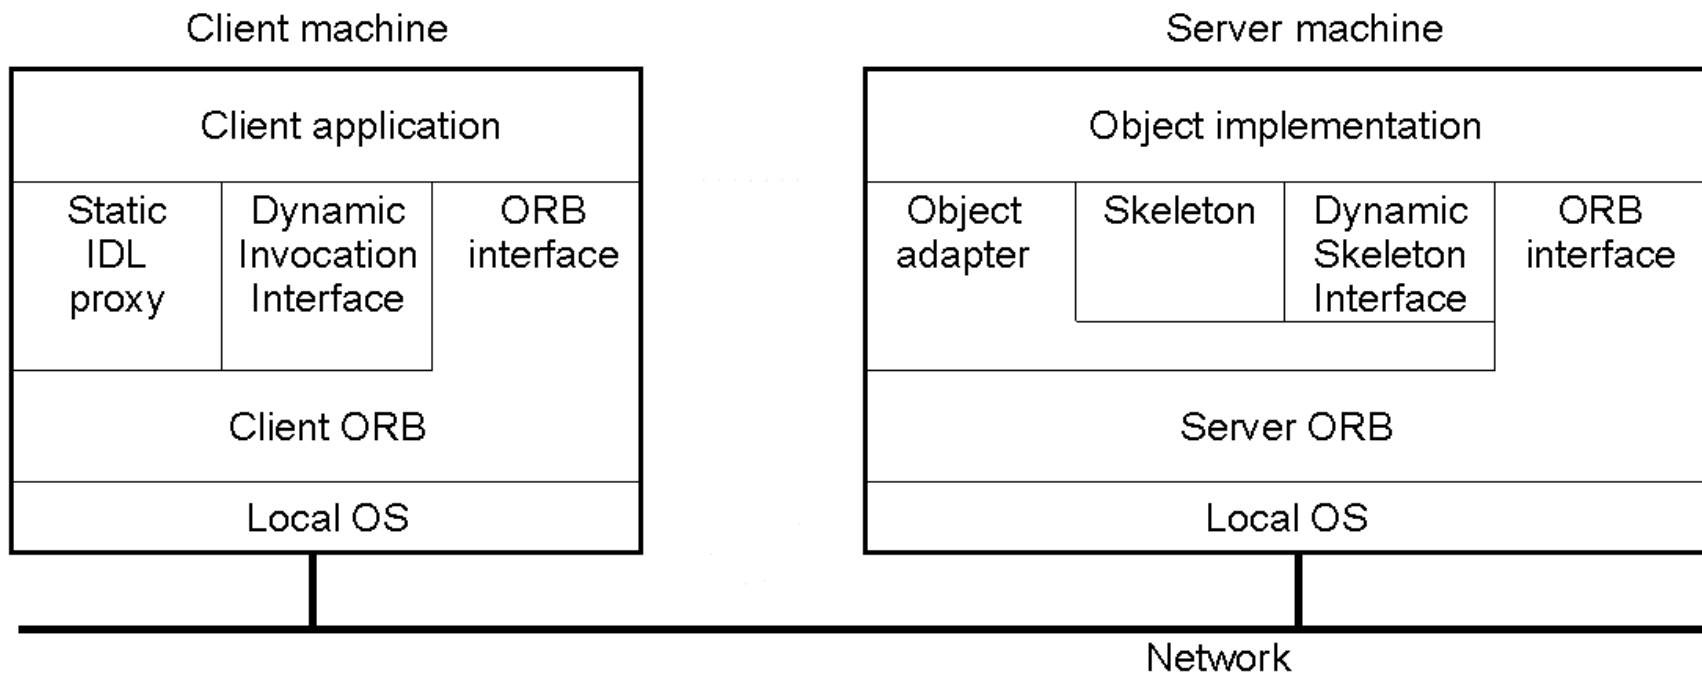 Client machine
Server machine
Client application
Object implementation
Static
IDL
proxy
Dynamic
Invocation
Interface
ORB
interface
Object
adapter
Skeleton
Dynamic
Skeleton
Interface
ORB
interface
Client ORB
Server ORB
Local OS
Local OS
Network